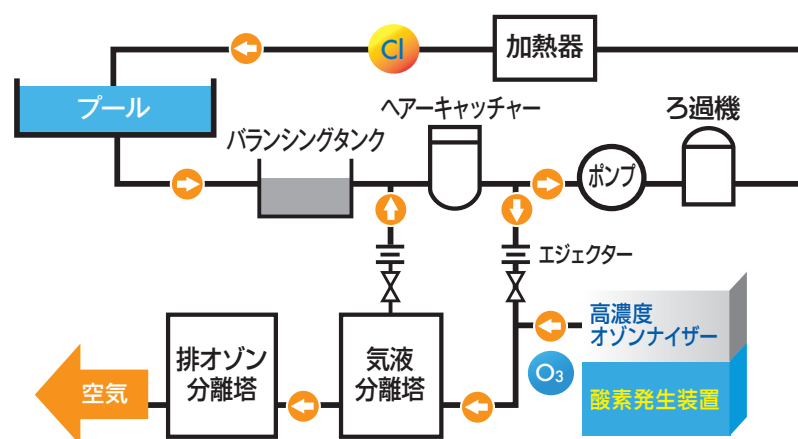 Cl
加熱器
プール
バランシングタンク
ヘアーキャッチャー
ポンプ
ろ過機
エジェクター
高濃度
オゾンナイザー
O₃
酸素発生装置
気液
分離塔
排オゾン
分離塔
空気